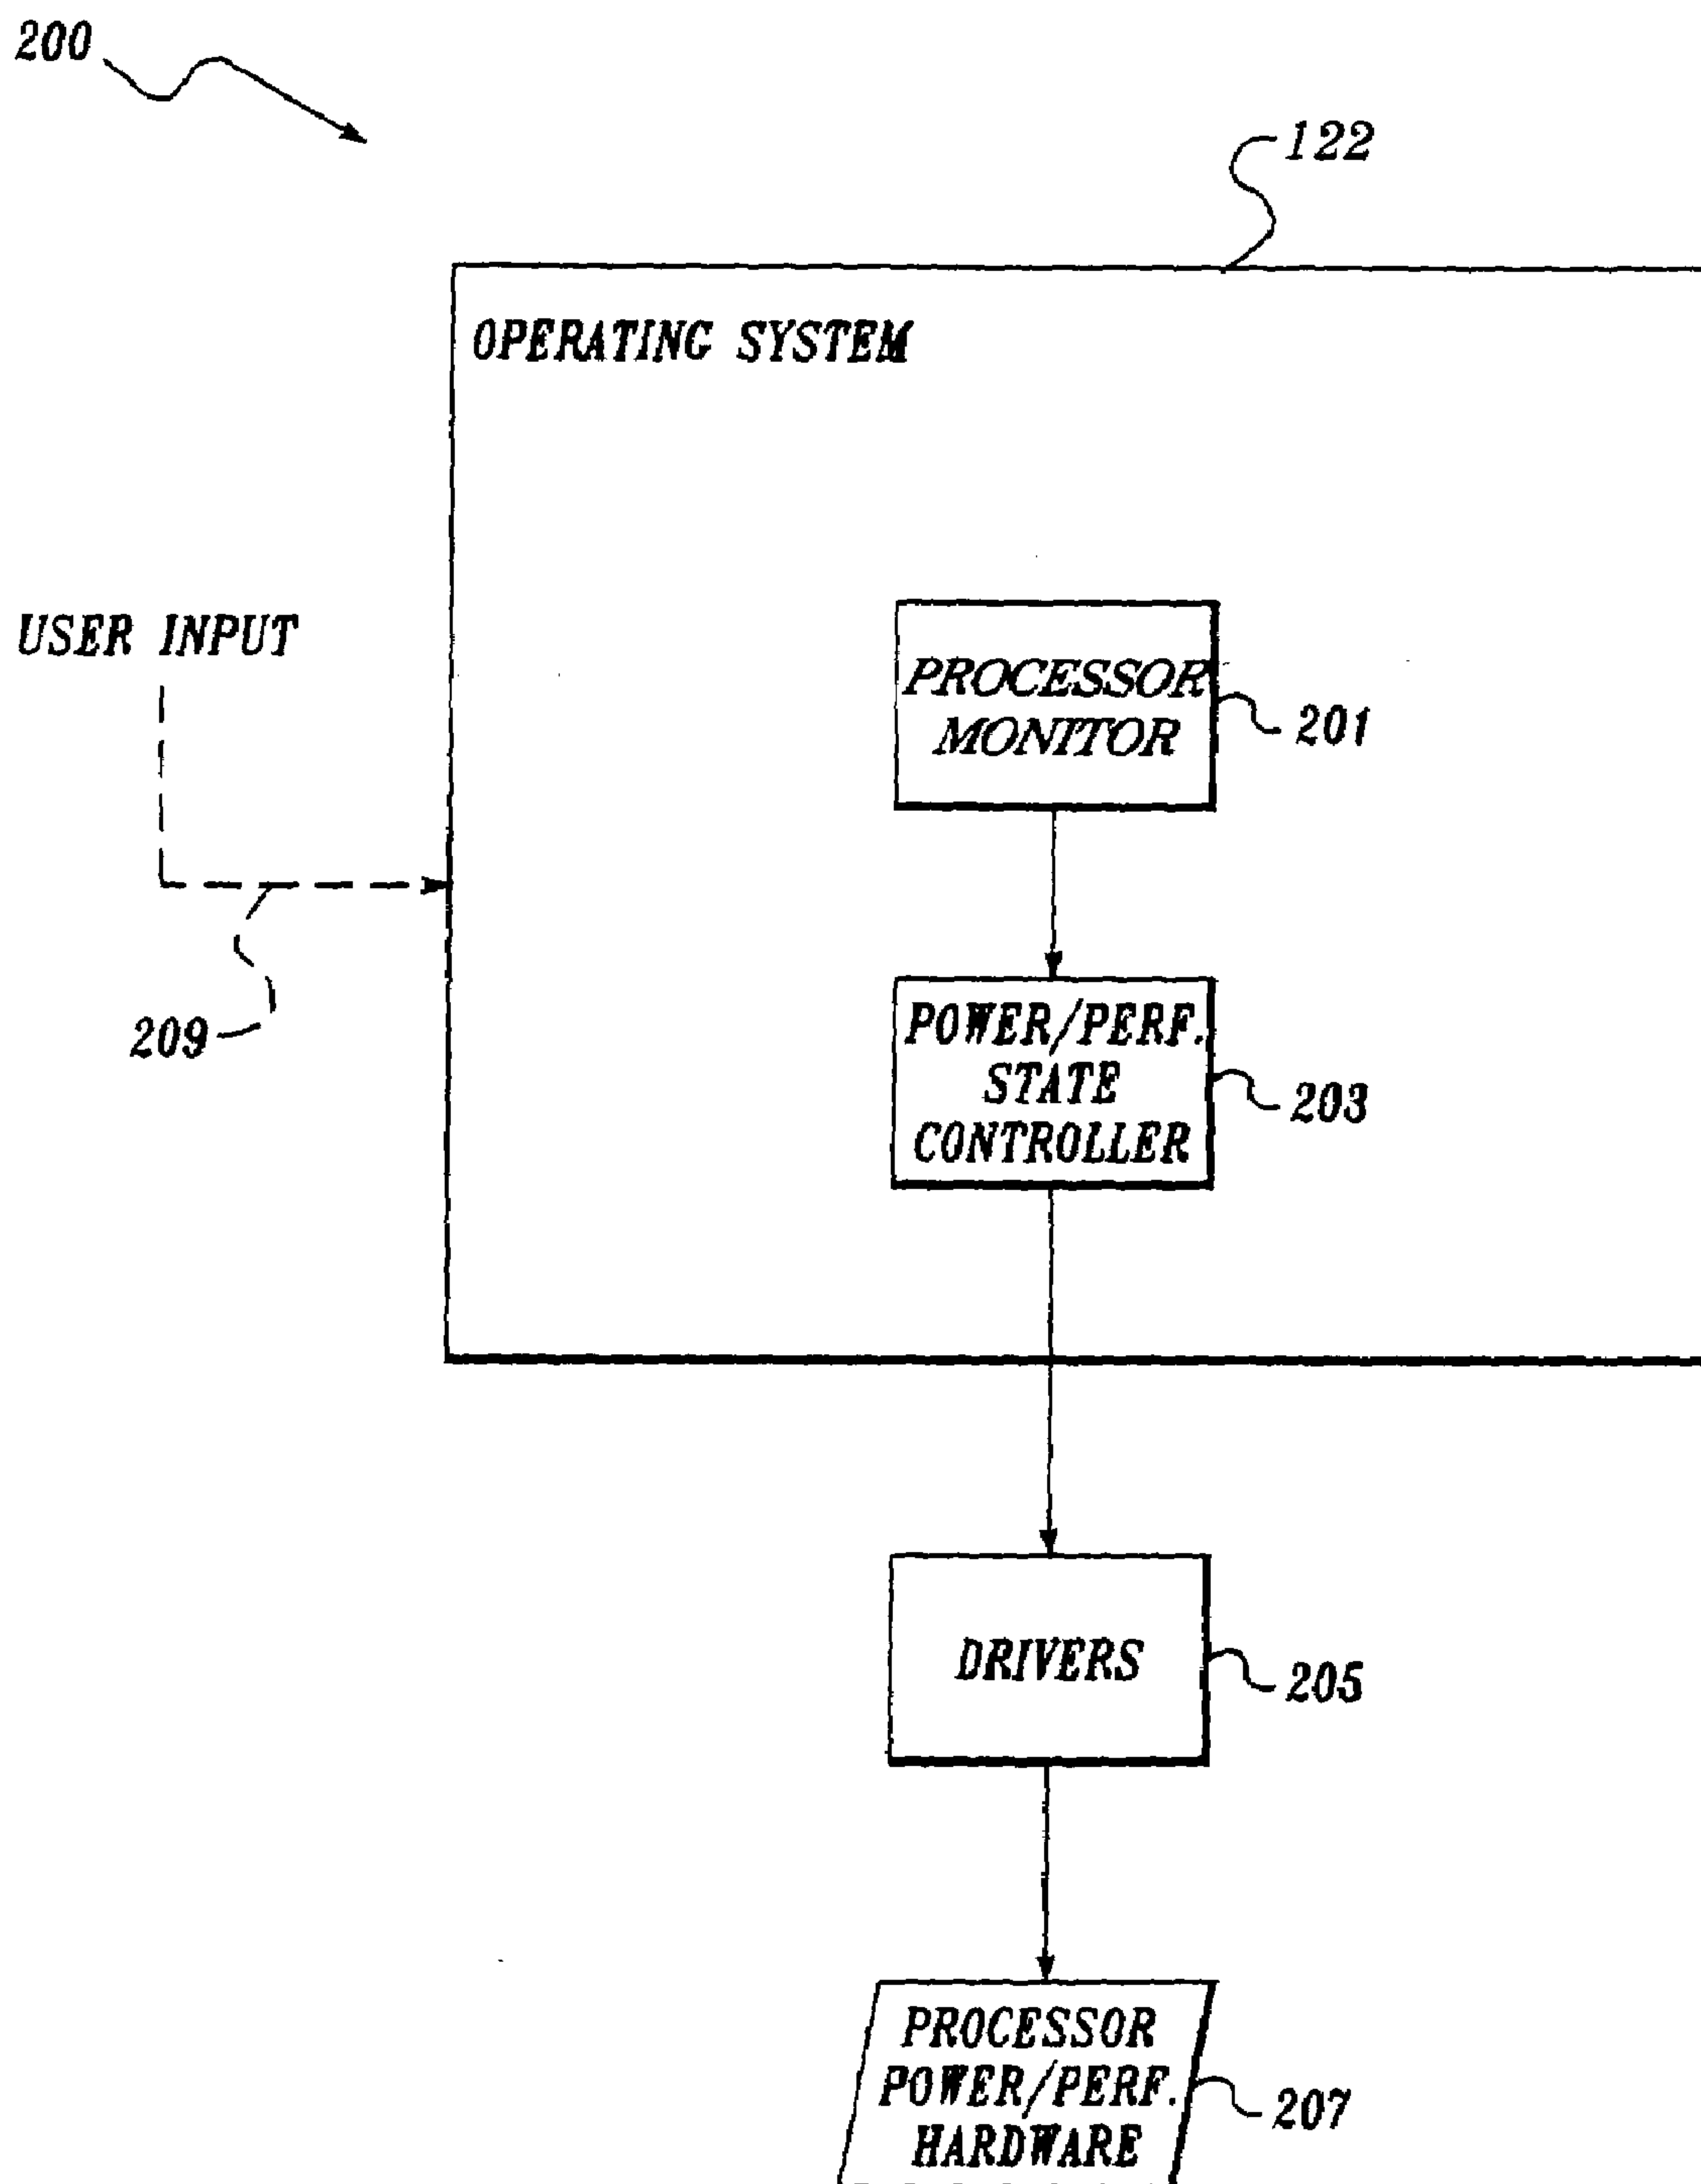 200
122
OPERATING SYSTEM
USER INPUT
PROCESSOR
MONITOR
201
209
POWER/PERF.
STATE
CONTROLLER
203
DRIVERS
205
PROCESSOR
POWER/PERF.
HARDWARE
207